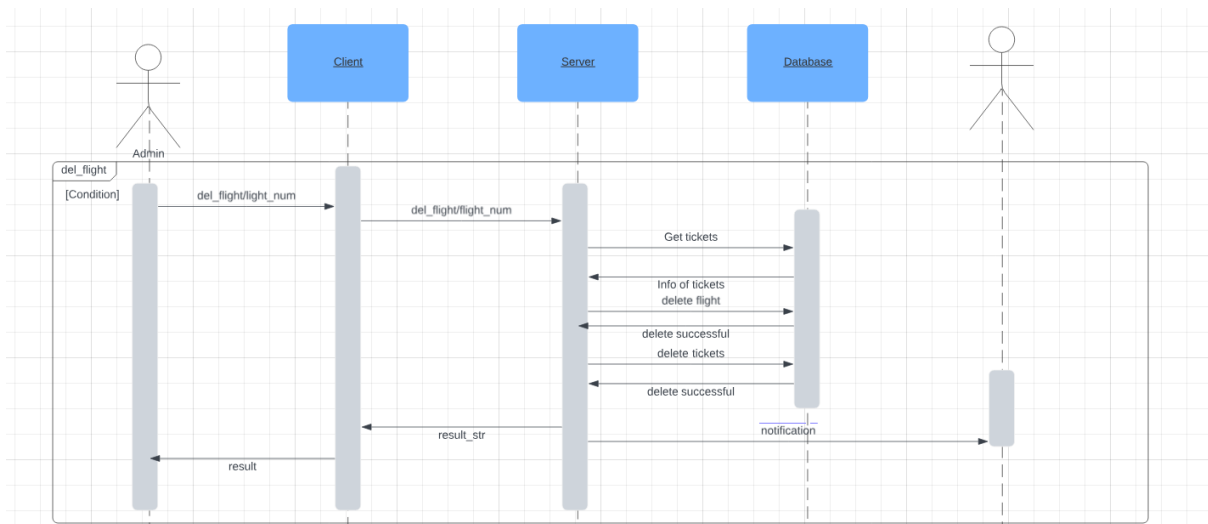 Client
Server
Database
Admin
del_flight
[Condition]
del_flight/light_num
del_flight/flight_num
Get tickets
Info of tickets
delete flight
delete successful
delete tickets
delete successful
notification
result_str
result